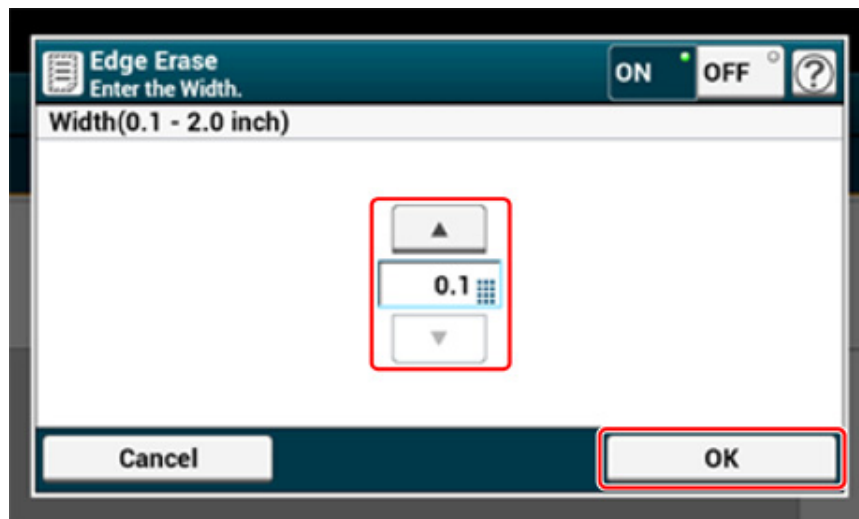 Edge Erase
Enter the Width.
ON
OFF
?
Width(0.1 - 2.0 inch)
▲
0.1
▼
Cancel
OK